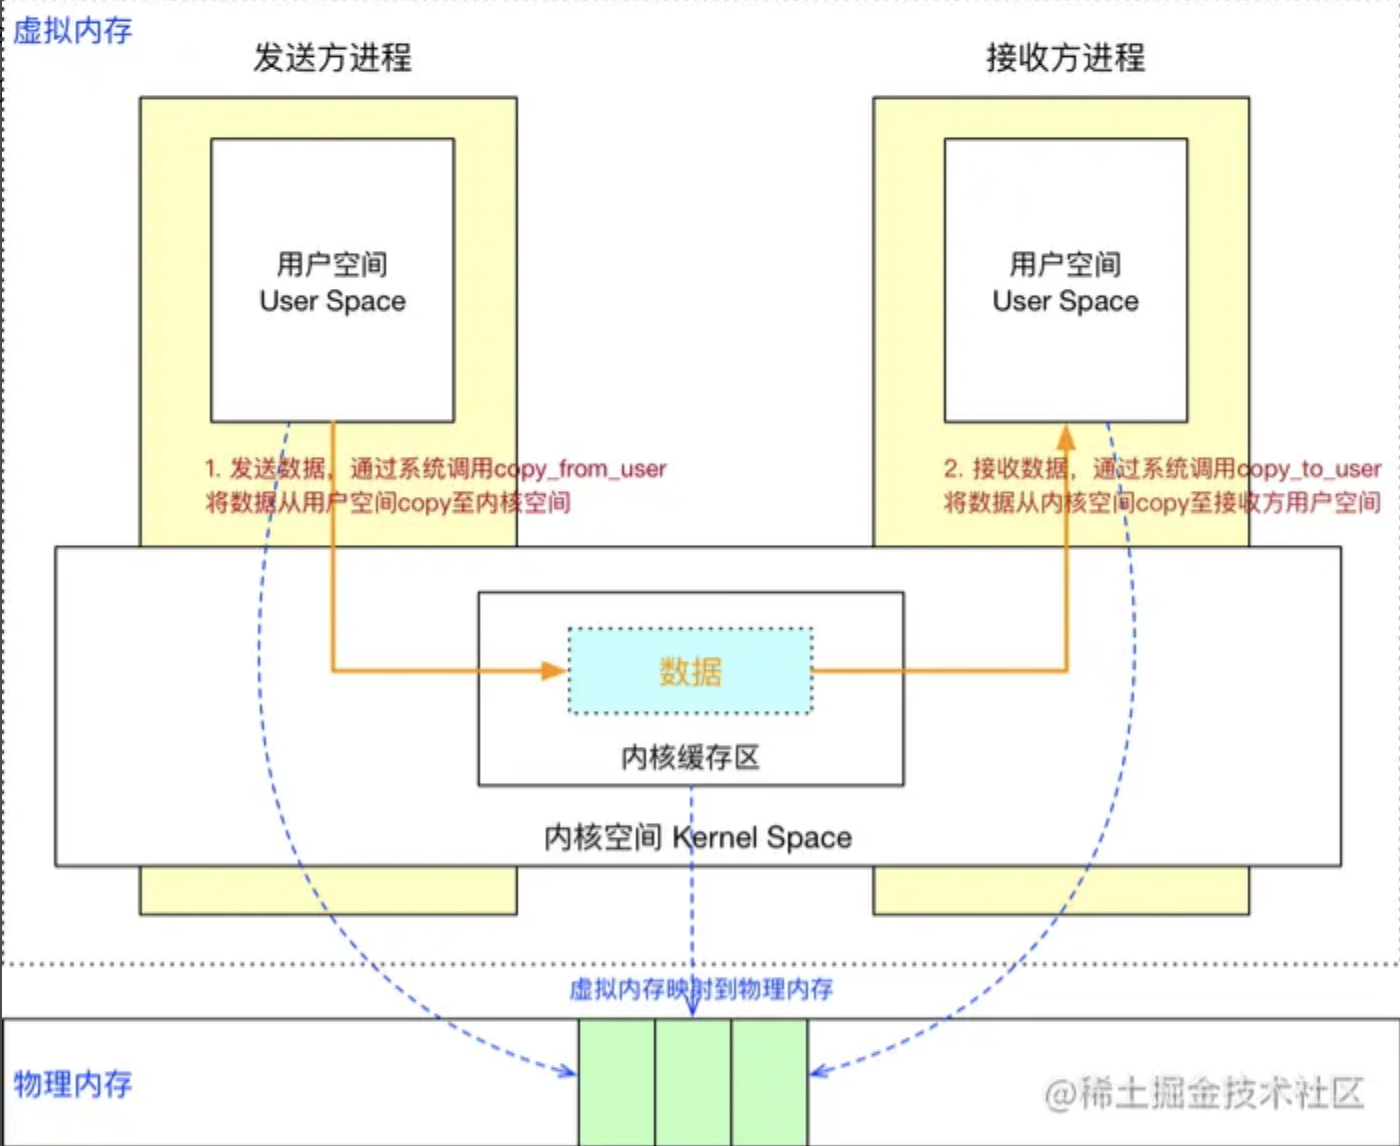 虚拟内存
发送方进程
接收方进程
用户空间
User Space
用户空间
User Space
1. 发送数据，通过系统调用copy_from_user
将数据从用户空间copy至内核空间
2. 接收数据，通过系统调用copy_to_user
将数据从内核空间copy至接收方用户空间
数据
内核缓存区
内核空间 Kernel Space
虚拟内存映射到物理内存
物理内存
@稀土掘金技术社区